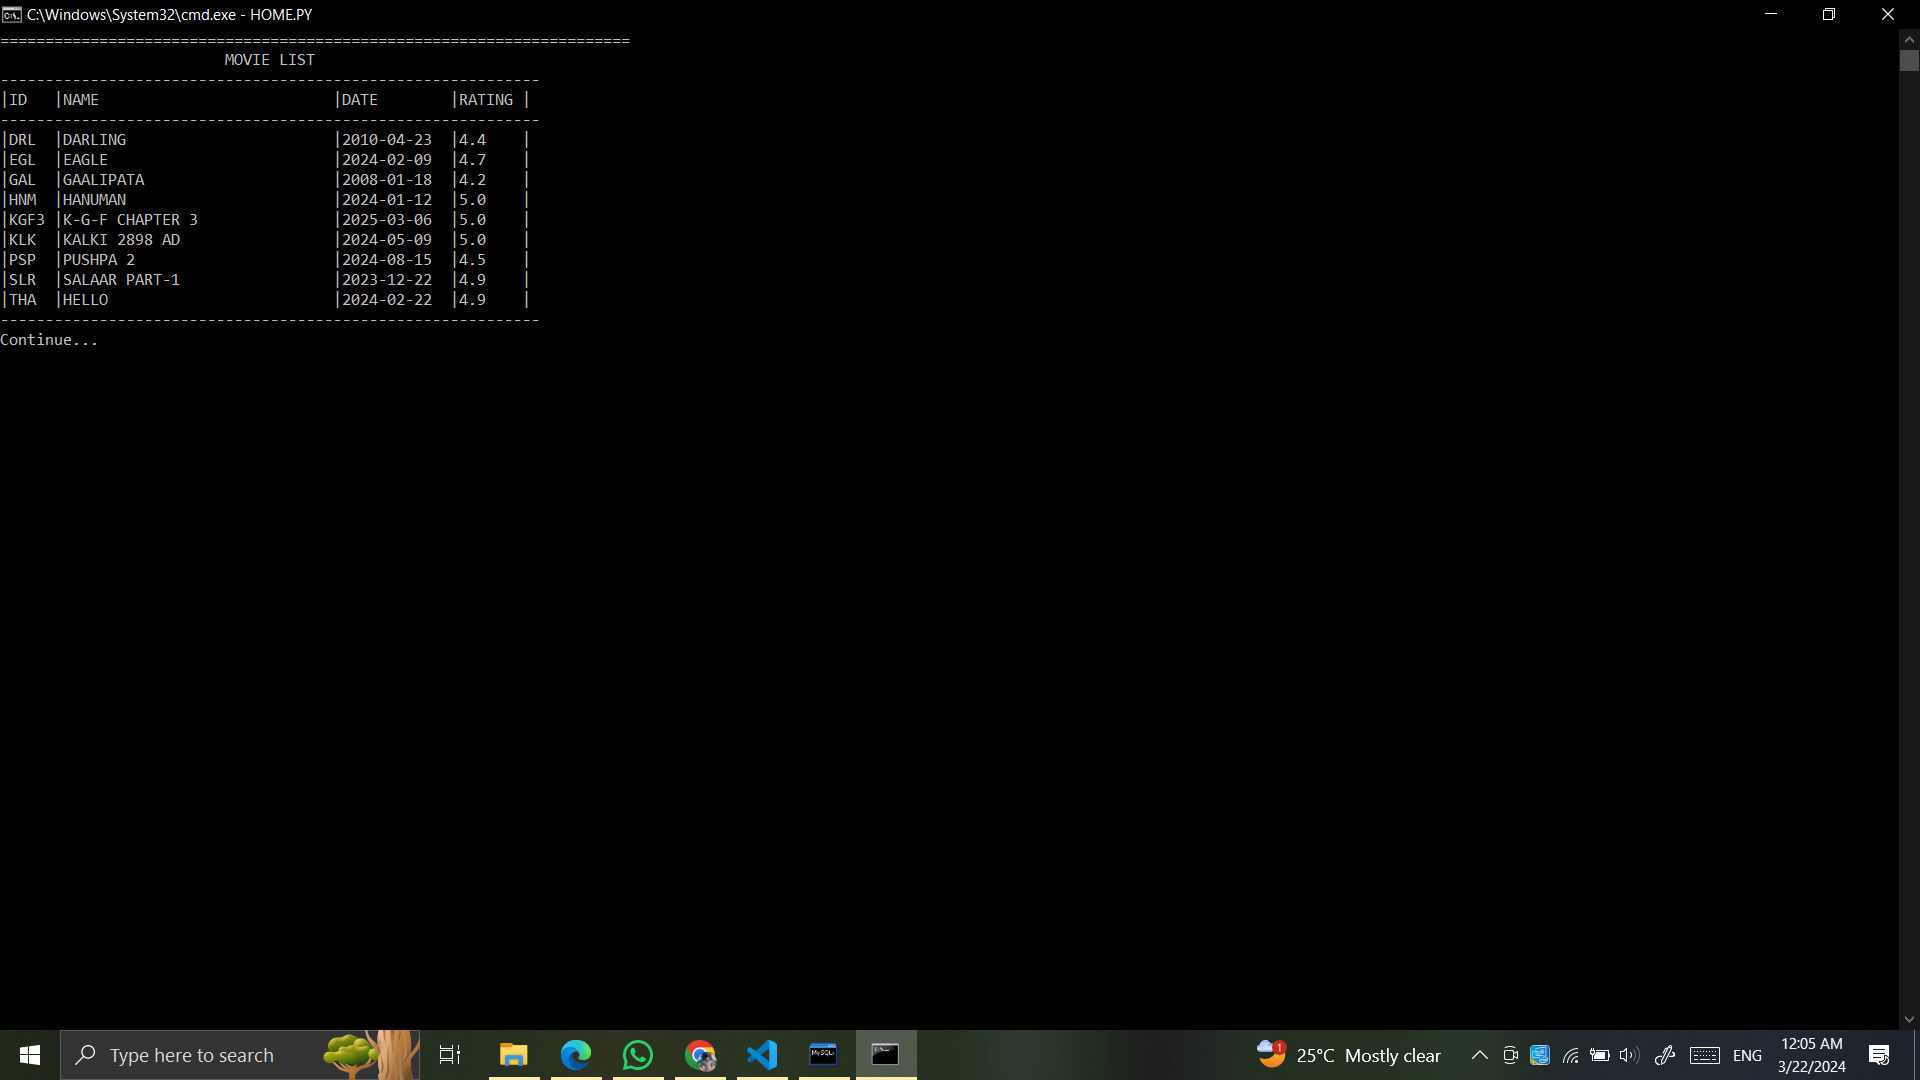 C:\Windows\System32\cmd.exe - HOME.PY
======================================================================
MOVIE LIST
------------------------------------------------------------
|ID   |NAME                          |DATE        |RATING |
------------------------------------------------------------
|DRL  |DARLING                       |2010-04-23  |4.4    |
|EGL  |EAGLE                         |2024-02-09  |4.7    |
|GAL  |GAALIPATA                     |2008-01-18  |4.2    |
|HNM  |HANUMAN                       |2024-01-12  |5.0    |
|KGF3 |K-G-F CHAPTER 3               |2025-03-06  |5.0    |
|KLK  |KALKI 2898 AD                 |2024-05-09  |5.0    |
|PSP  |PUSHPA 2                      |2024-08-15  |4.5    |
|SLR  |SALAAR PART-1                 |2023-12-22  |4.9    |
|THA  |HELLO                         |2024-02-22  |4.9    |
------------------------------------------------------------
Continue...
Type here to search
MySQL
1
25°C Mostly clear
ENG
12:05 AM
3/22/2024